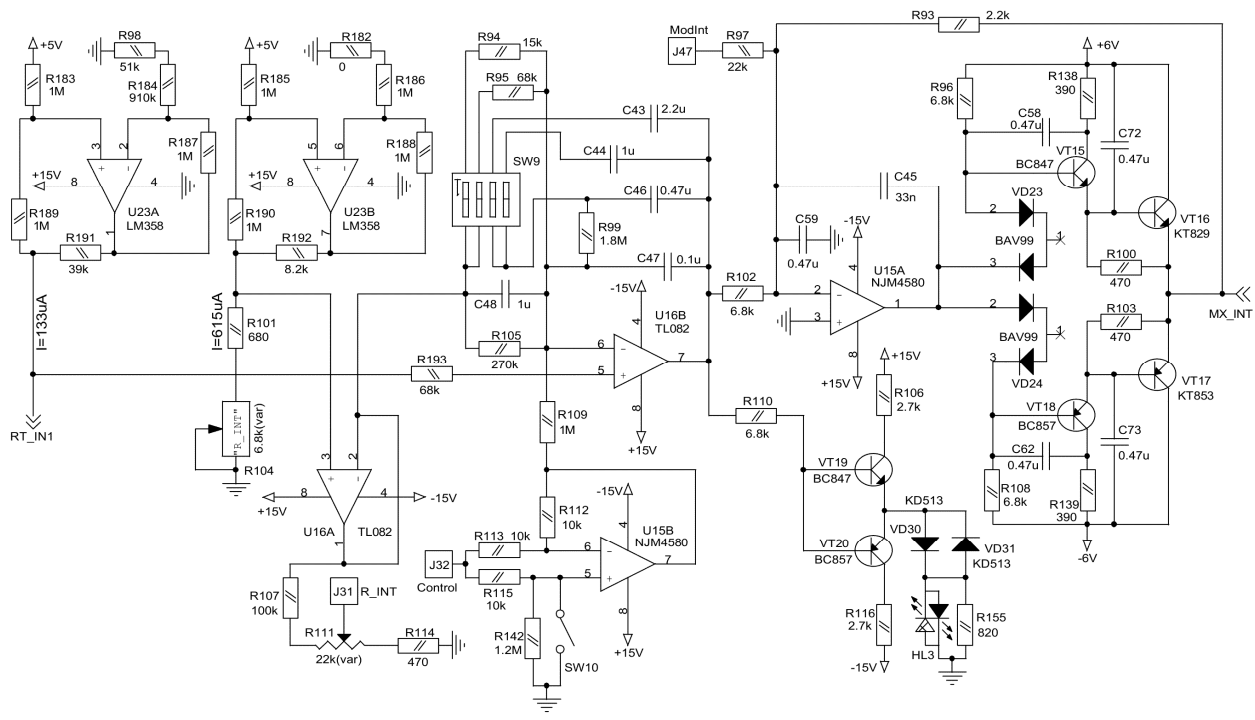 +5V
R98
51k
R183
1M
R184
910k
R187
1M
3
2
+
-
+15V
8
4
U23A
LM358
1
R189
1M
R191
39k
I=133uA
RT_IN1
+5V
R182
0
R185
1M
R186
1M
R188
1M
5
6
+
-
+15V
8
4
U23B
LM358
7
R190
1M
R192
8.2k
I=615uA
R101
680
"R_INT"
6.8k(var)
R104
R193
68k
R94
15k
R95 68k
C43
2.2u
C44
1u
SW9
C46
0.47u
R99
1.8M
C47
0.1u
C48
1u
R105
270k
-15V
4
U16B
TL082
6
-
5
+
7
8
+15V
R109
1M
3
2
+
-
8
4
+15V
-15V
U16A
TL082
1
R107
100k
J31
R_INT
R111
22k(var)
R114
470
J32
Control
R113 10k
R115
10k
R112
10k
-15V
4
U15B
NJM4580
6
-
5
+
7
8
+15V
R142
1.2M
SW10
ModInt
J47
R97
22k
R93
2.2k
C45
33n
C59
0.47u
R102
6.8k
-15V
4
U15A
NJM4580
2
-
3
+
1
8
+15V
R110
6.8k
+15V
R106
2.7k
VT19
BC847
VT20
BC857
R116
2.7k
-15V
KD513
VD30
VD31
KD513
HL3
R155
820
+6V
R96
6.8k
R138
390
C58
0.47u
VT15
BC847
C72
0.47u
VT16
KT829
2
VD23
1
BAV99
3
R100
470
R103
470
MX_INT
2
1
BAV99
3
VD24
VT18
BC857
VT17
KT853
C62
0.47u
C73
0.47u
R108
6.8k
R139
390
-6V